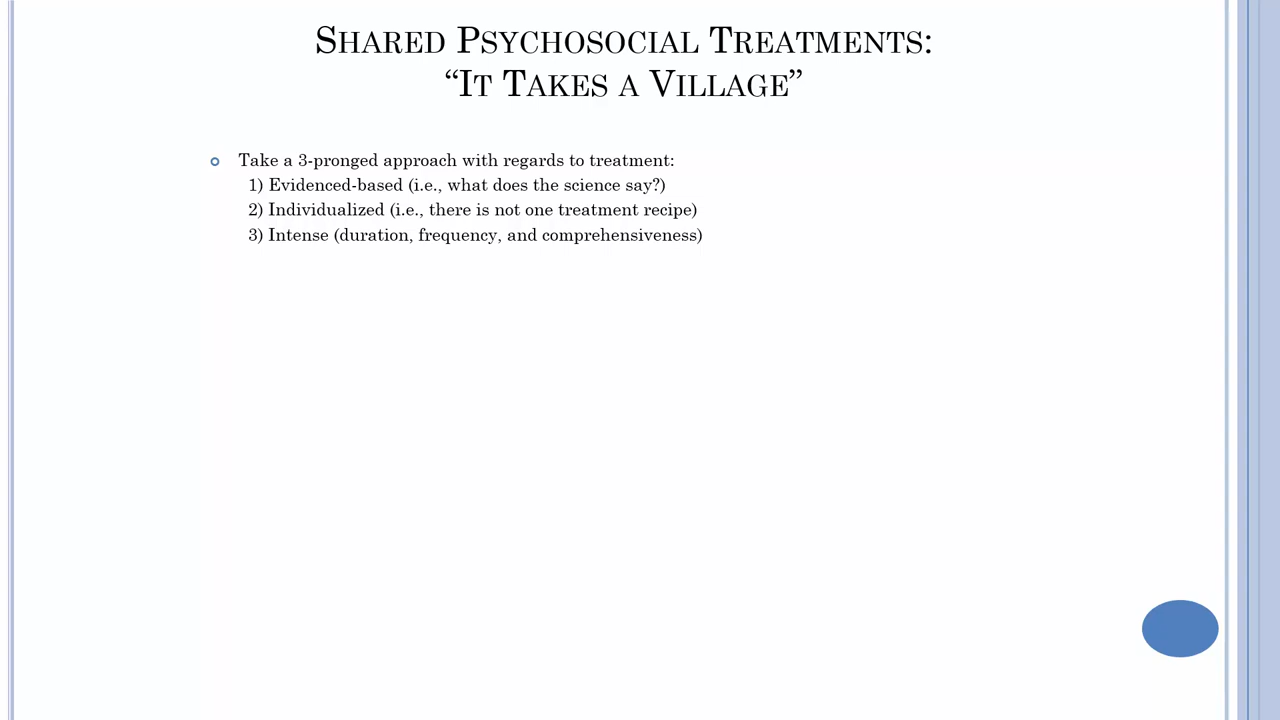 Shared Psychosocial Treatments:
“It Takes a Village”
Take a 3-pronged approach with regards to treatment:
1) Evidenced-based (i.e., what does the science say?)
2) Individualized (i.e., there is not one treatment recipe)
3) Intense (duration, frequency, and comprehensiveness)